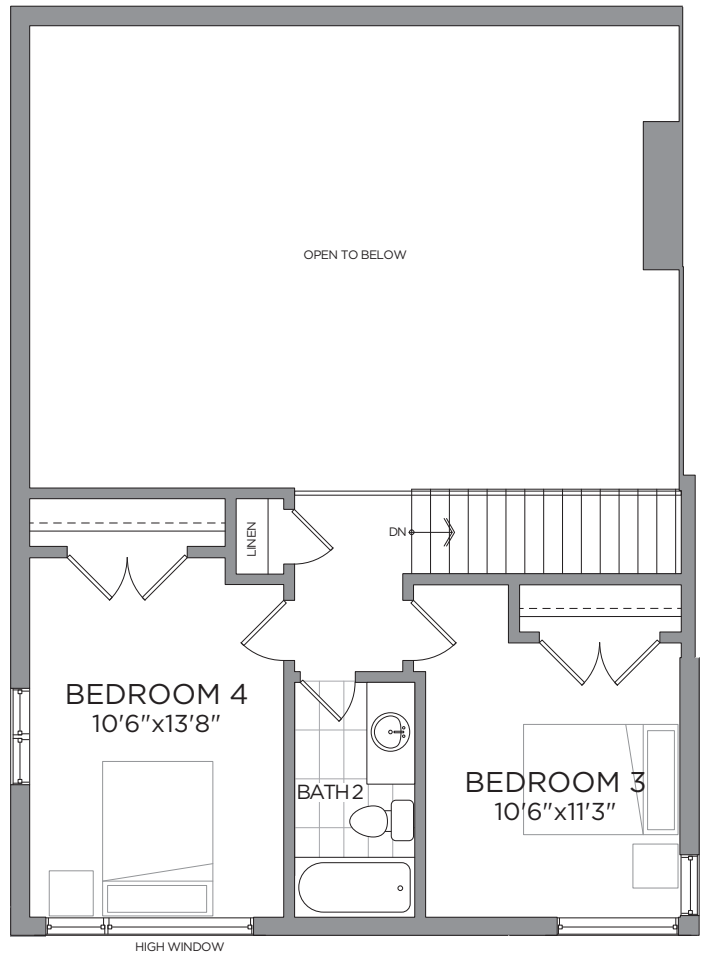 OPEN TO BELOW
LINEN
DN
BEDROOM 4
10'6"x13'8"
BEDROOM 3
10'6"x11'3"
BATH 2
HIGH WINDOW